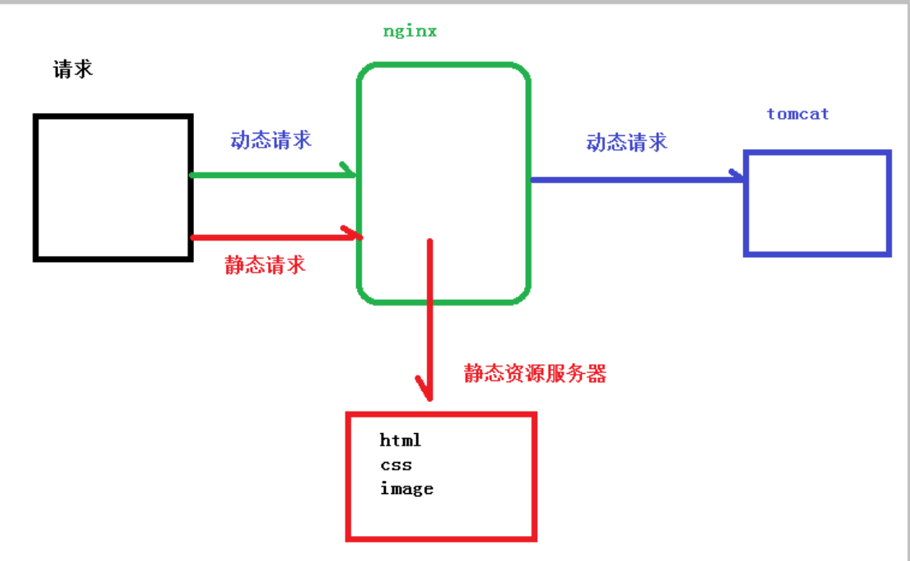 nginx
请求
tomcat
动态请求
动态请求
静态请求
静态资源服务器
html
css
image